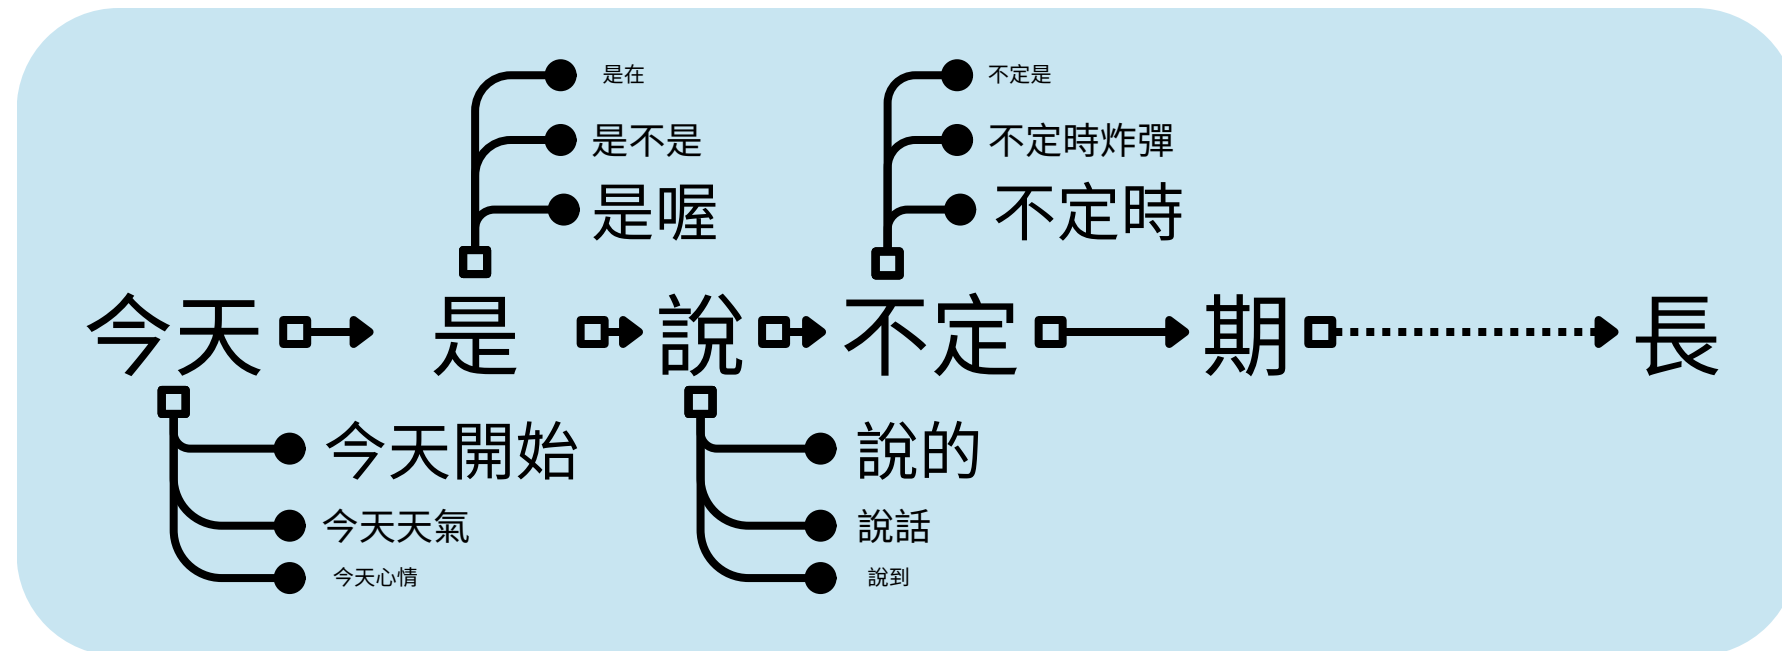 是在
是不是
是喔
不定是
不定時炸彈
不定時
今天 是 說 不定 期 長
今天開始
今天天氣
今天心情
說的
說話
說到